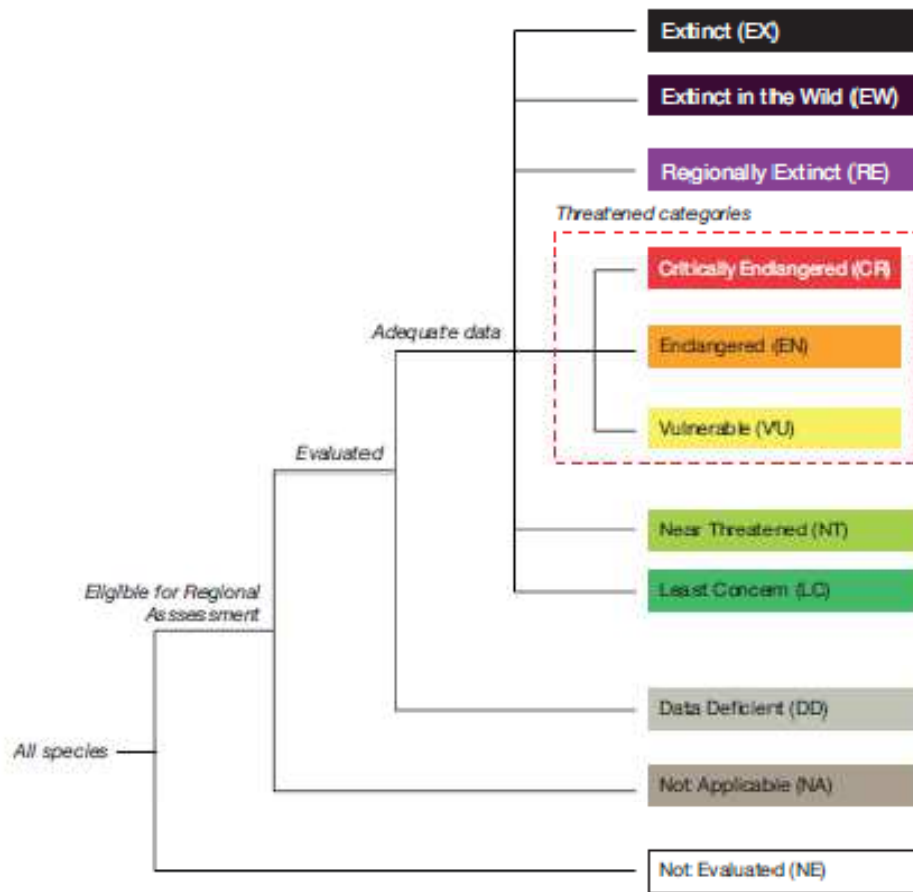 Extinct (EX)
Extinct in the Wild (EW)
Regionally Extinct (RE)
Threatened categories
Critically Endangered (CR)
Adequate data
Endangered (EN)
Vulnerable (VU)
Evaluated
Near Threatened (NT)
Eligible for Regional
Asssessment
Least Concern (LC)
Data Deficient (DD)
All species
Not Applicable (NA)
Not Evaluated (NE)